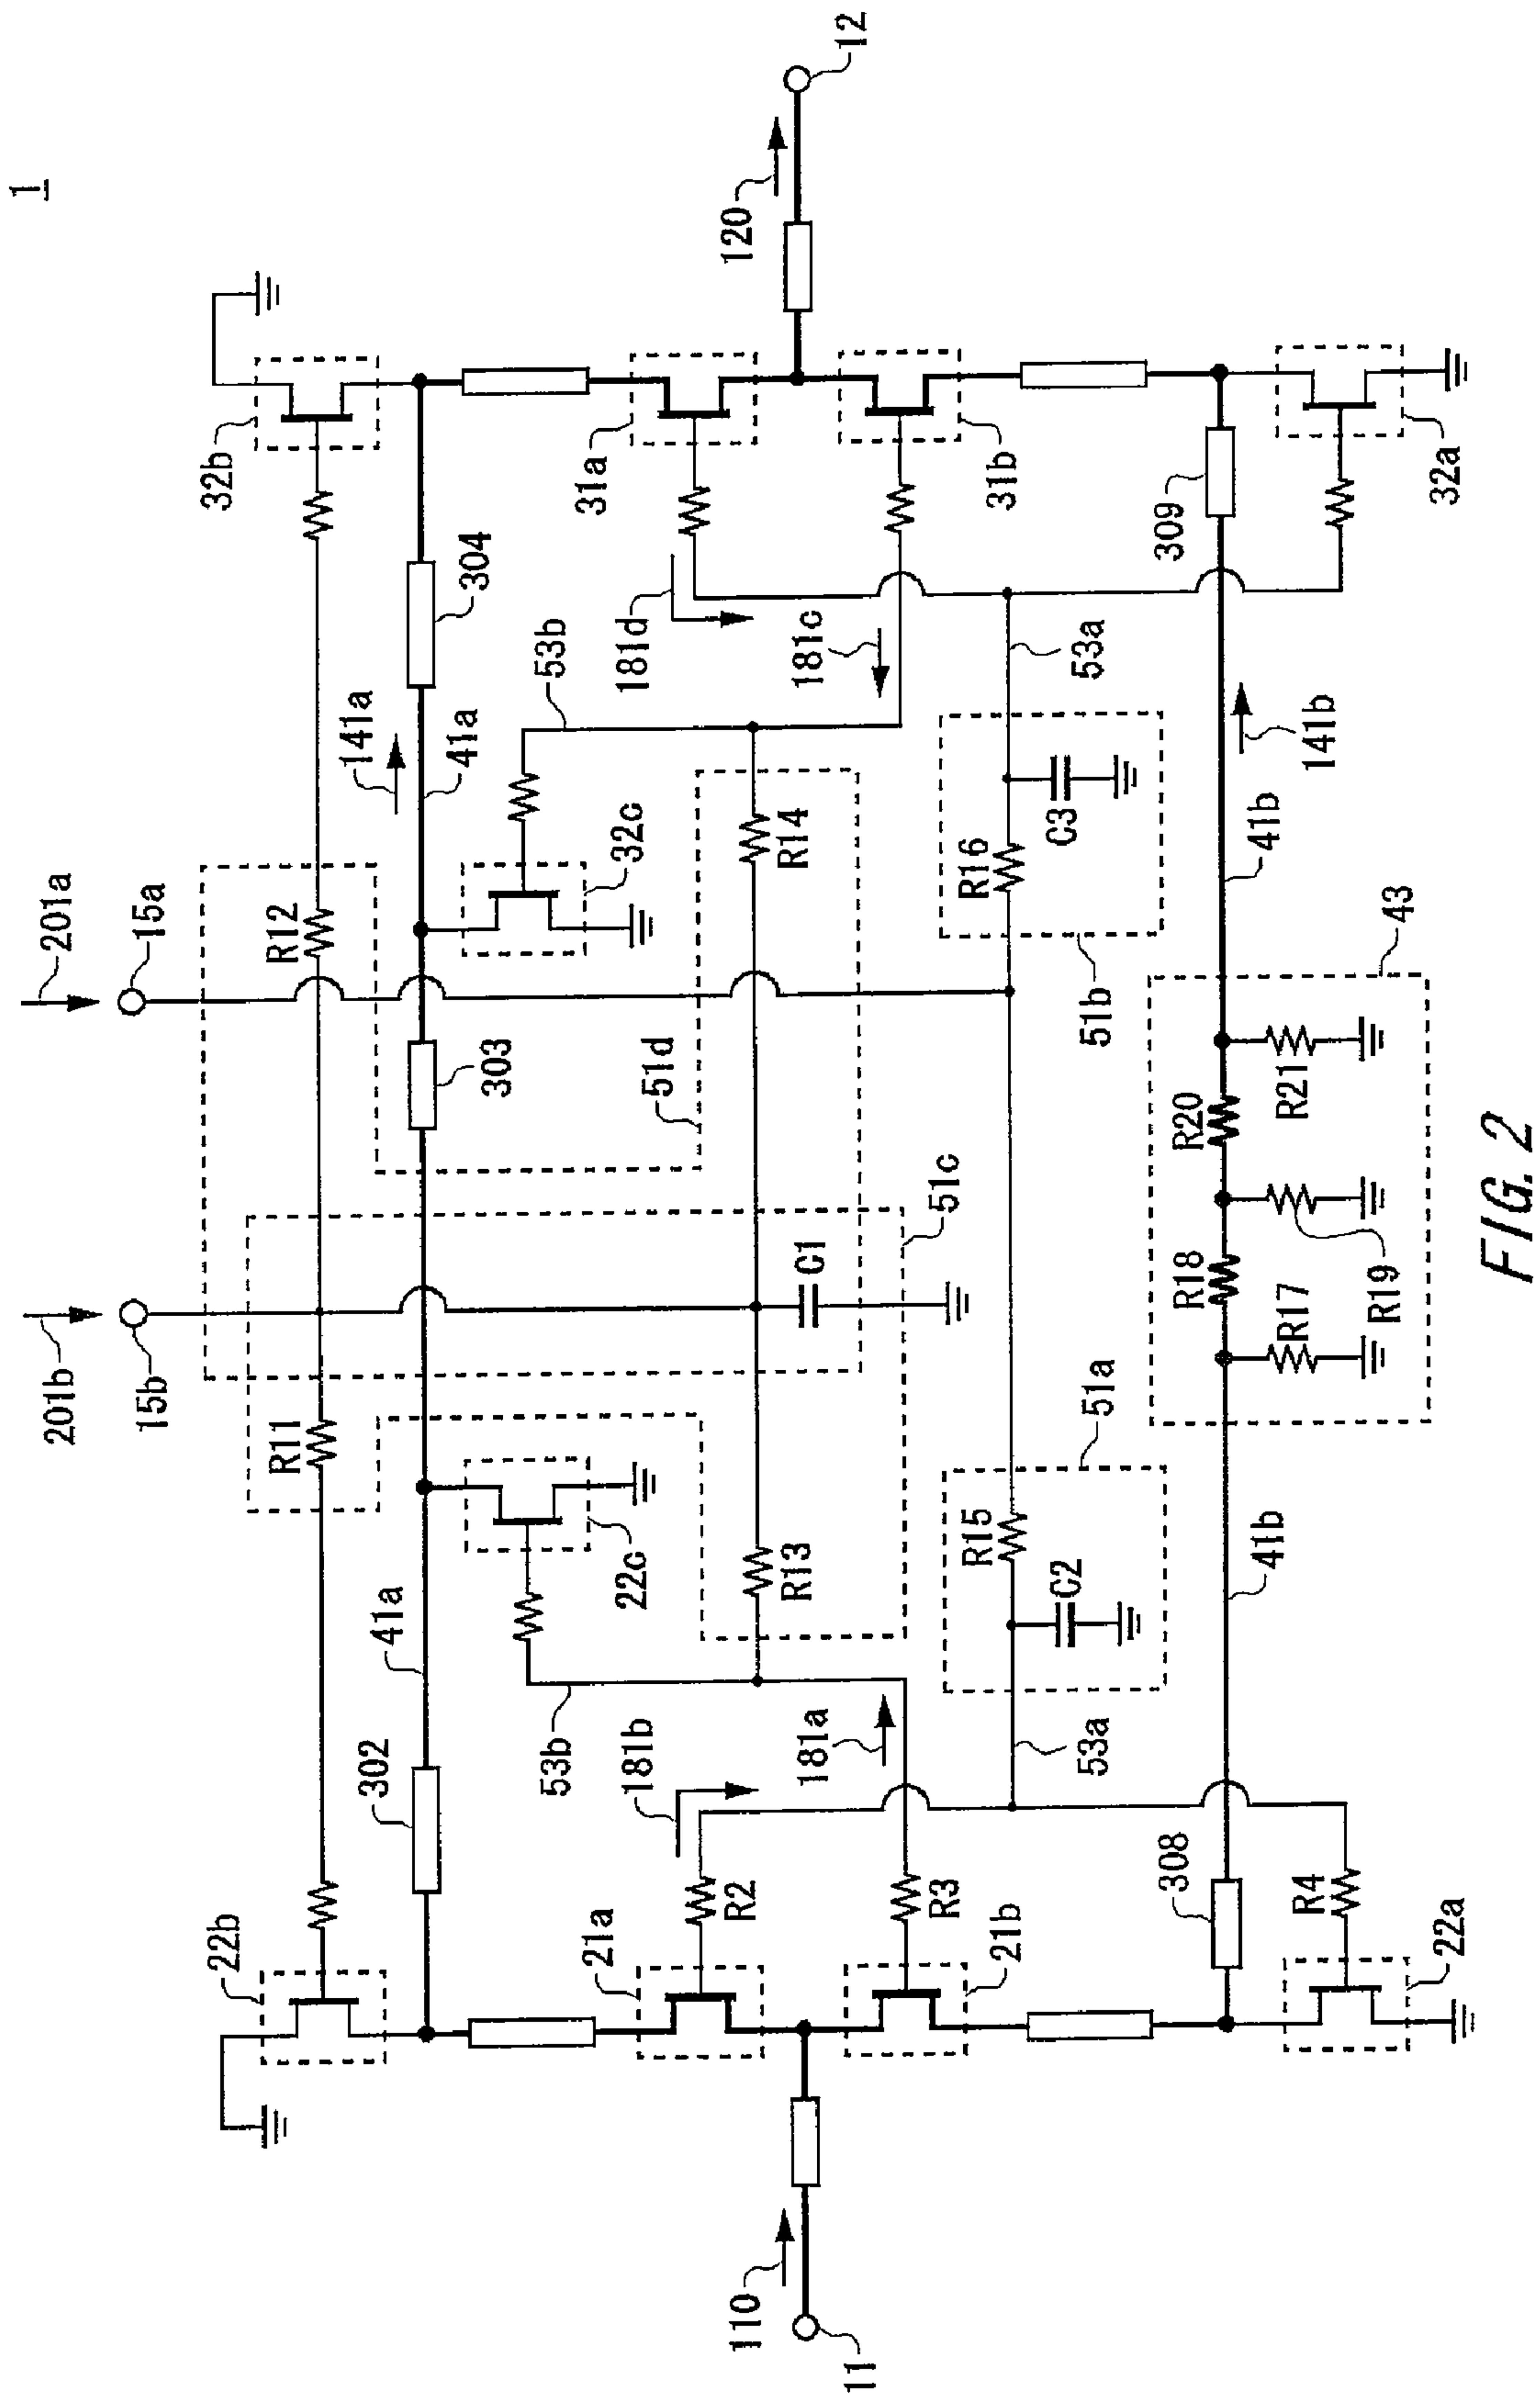 1
201b
201a
15b
15a
22b
R11
R12
32b
302
41a
303
141a
41a
304
22c
51d
32c
53b
53b
21a
R2
181b
R13
51c
C1
R14
181d
31a
120
12
110
11
R3
21b
181a
181c
31b
53a
R15
C2
51a
R16
C3
51b
53a
308
R4
22a
41b
R18
R17
R19
R20
R21
43
41b
141b
309
32a
FIG. 2